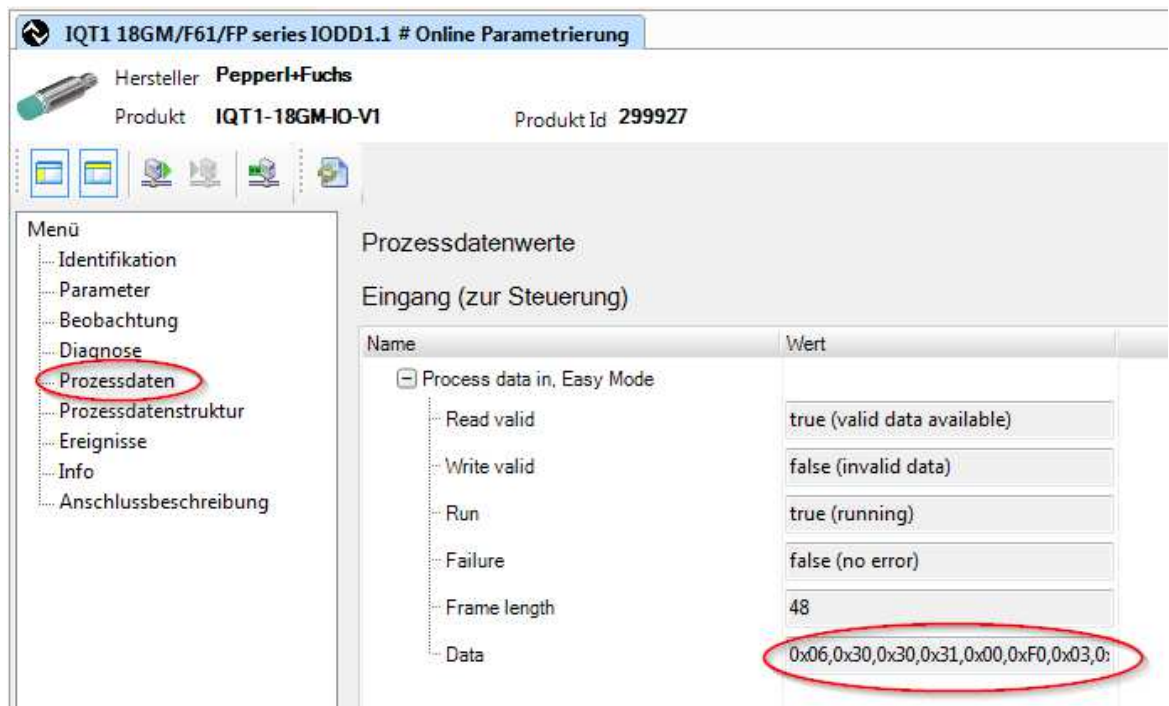 IQT1 18GM/F61/FP series IODD1.1 # Online Parametrierung
Hersteller Pepperl+Fuchs
Produkt IQT1-18GM-IO-V1 Produkt Id 299927
Menü
Identifikation
Parameter
Beobachtung
Diagnose
Prozessdaten
Prozessdatenstruktur
Ereignisse
Info
Anschlussbeschreibung
Prozessdatenwerte
Eingang (zur Steuerung)
Name Wert
Process data in, Easy Mode
Read valid true (valid data available)
Write valid false (invalid data)
Run true (running)
Failure false (no error)
Frame length 48
Data 0x06,0x30,0x30,0x31,0x00,0xF0,0x03,